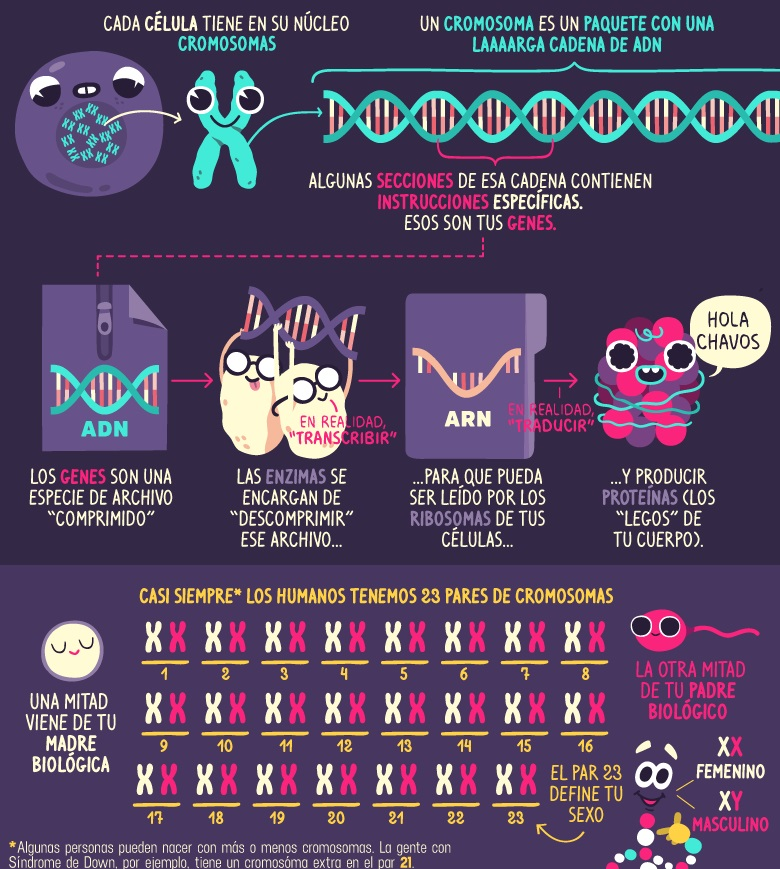 CADA CÉLULA TIENE EN SU NÚCLEO
CROMOSOMAS
UN CROMOSOMA ES UN PAQUETE CON UNA
LAAAARGA CADENA DE ADN
ALGUNAS SECCIONES DE ESA CADENA CONTIENEN
INSTRUCCIONES ESPECÍFICAS.
ESOS SON TUS GENES.
ADN
LOS GENES SON UNA
ESPECIE DE ARCHIVO
"COMPRIMIDO"
EN REALIDAD,
"TRANSCRIBIR"
LAS ENZIMAS SE
ENCARGAN DE
"DESCOMPRIMIR"
ESE ARCHIVO...
ARN
EN REALIDAD,
"TRADUCIR"
...PARA QUE PUEDA
SER LEÍDO POR LOS
RIBOSOMAS DE TUS
CÉLULAS...
HOLA
CHAVOS
...Y PRODUCIR
PROTEÍNAS (LOS
"LEGOS" DE
TU CUERPO).
CASI SIEMPRE* LOS HUMANOS TENEMOS 23 PARES DE CROMOSOMAS
UNA MITAD
VIENE DE TU
MADRE
BIOLÓGICA
1 2 3 4 5 6 7 8
9 10 11 12 13 14 15 16
17 18 19 20 21 22 23
LA OTRA MITAD
DE TU PADRE
BIOLÓGICO
EL PAR 23
DEFINE TU
SEXO
XX
FEMENINO
XY
MASCULINO
*Algunas personas pueden nacer con más o menos cromosomas. La gente con
Síndrome de Down, por ejemplo, tiene un cromosóma extra en el par 21.